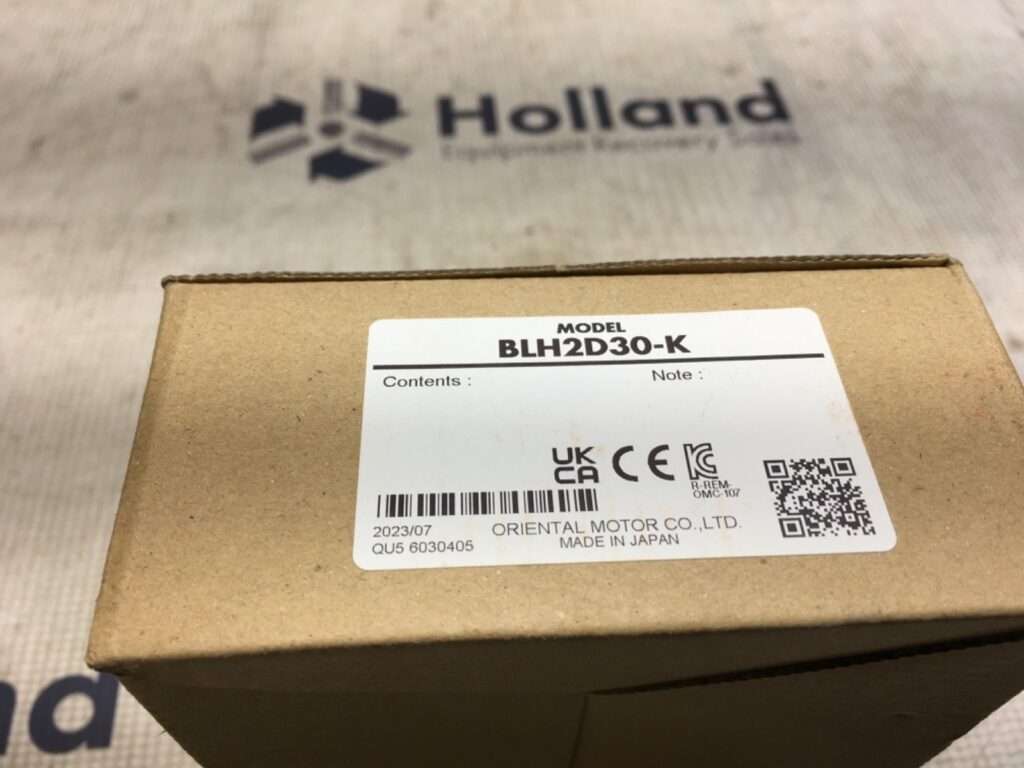 Holland
Equipment Recovery Sales
MODEL
BLH2D30-K
Contents :
Note :
UK
CA
CE
R-REM-
OMC-107
2023/07
ORIENTAL MOTOR CO.,LTD.
QU5 6030405
MADE IN JAPAN